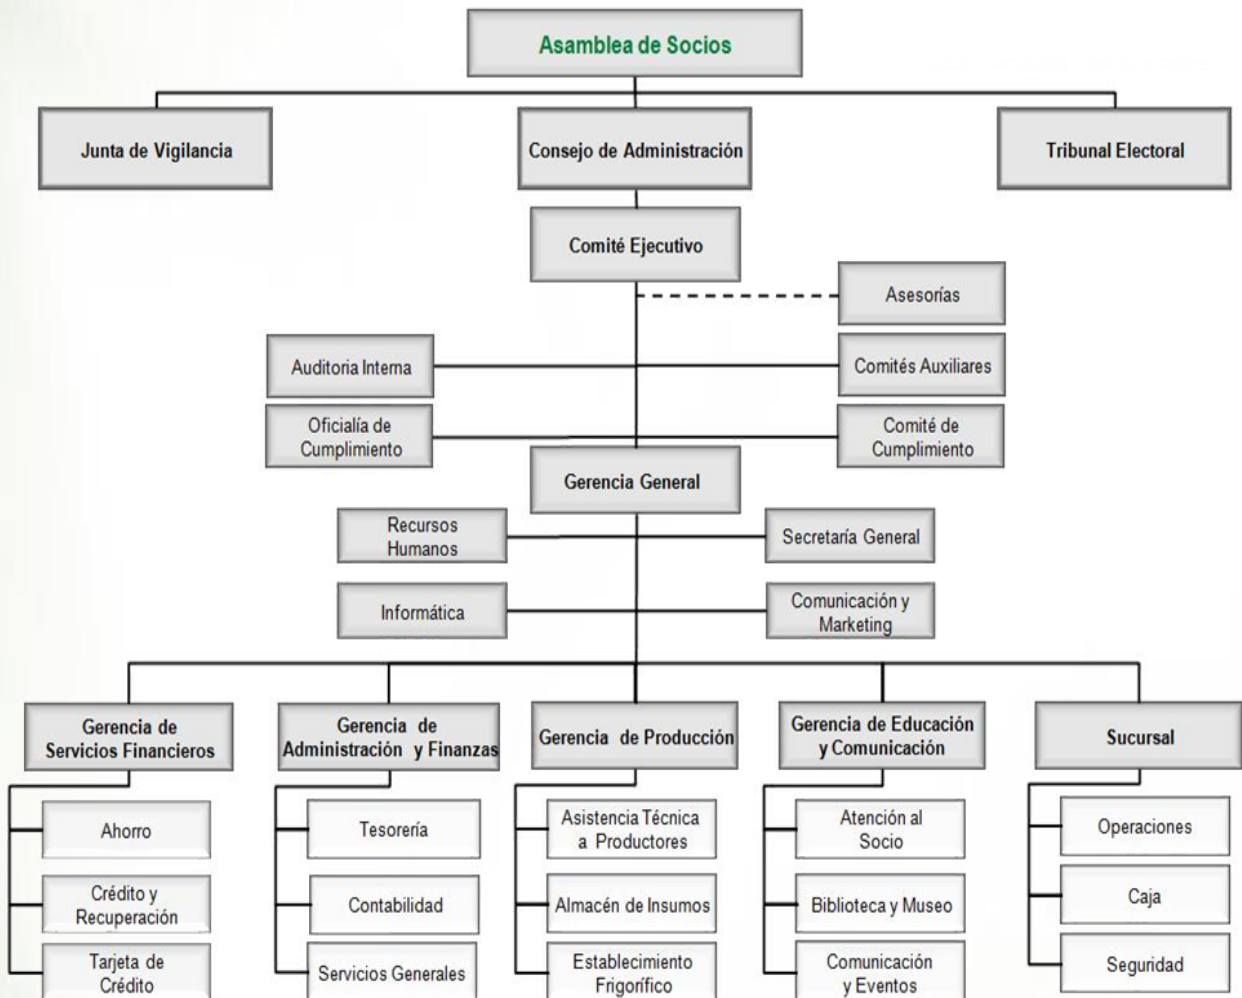 Asamblea de Socios
Junta de Vigilancia
Consejo de Administración
Tribunal Electoral
Comité Ejecutivo
Asesorías
Auditoria Interna
Comités Auxiliares
Oficialía de
Cumplimiento
Comité de
Cumplimiento
Gerencia General
Recursos
Humanos
Secretaría General
Informática
Comunicación y
Marketing
Gerencia de
Servicios Financieros
Gerencia de
Administración y Finanzas
Gerencia de Producción
Gerencia de Educación
y Comunicación
Sucursal
Ahorro
Crédito y
Recuperación
Tarjeta de
Crédito
Tesorería
Contabilidad
Servicios Generales
Asistencia Técnica
a Productores
Almacén de Insumos
Establecimiento
Frigorífico
Atención al
Socio
Biblioteca y Museo
Comunicación
y Eventos
Operaciones
Caja
Seguridad